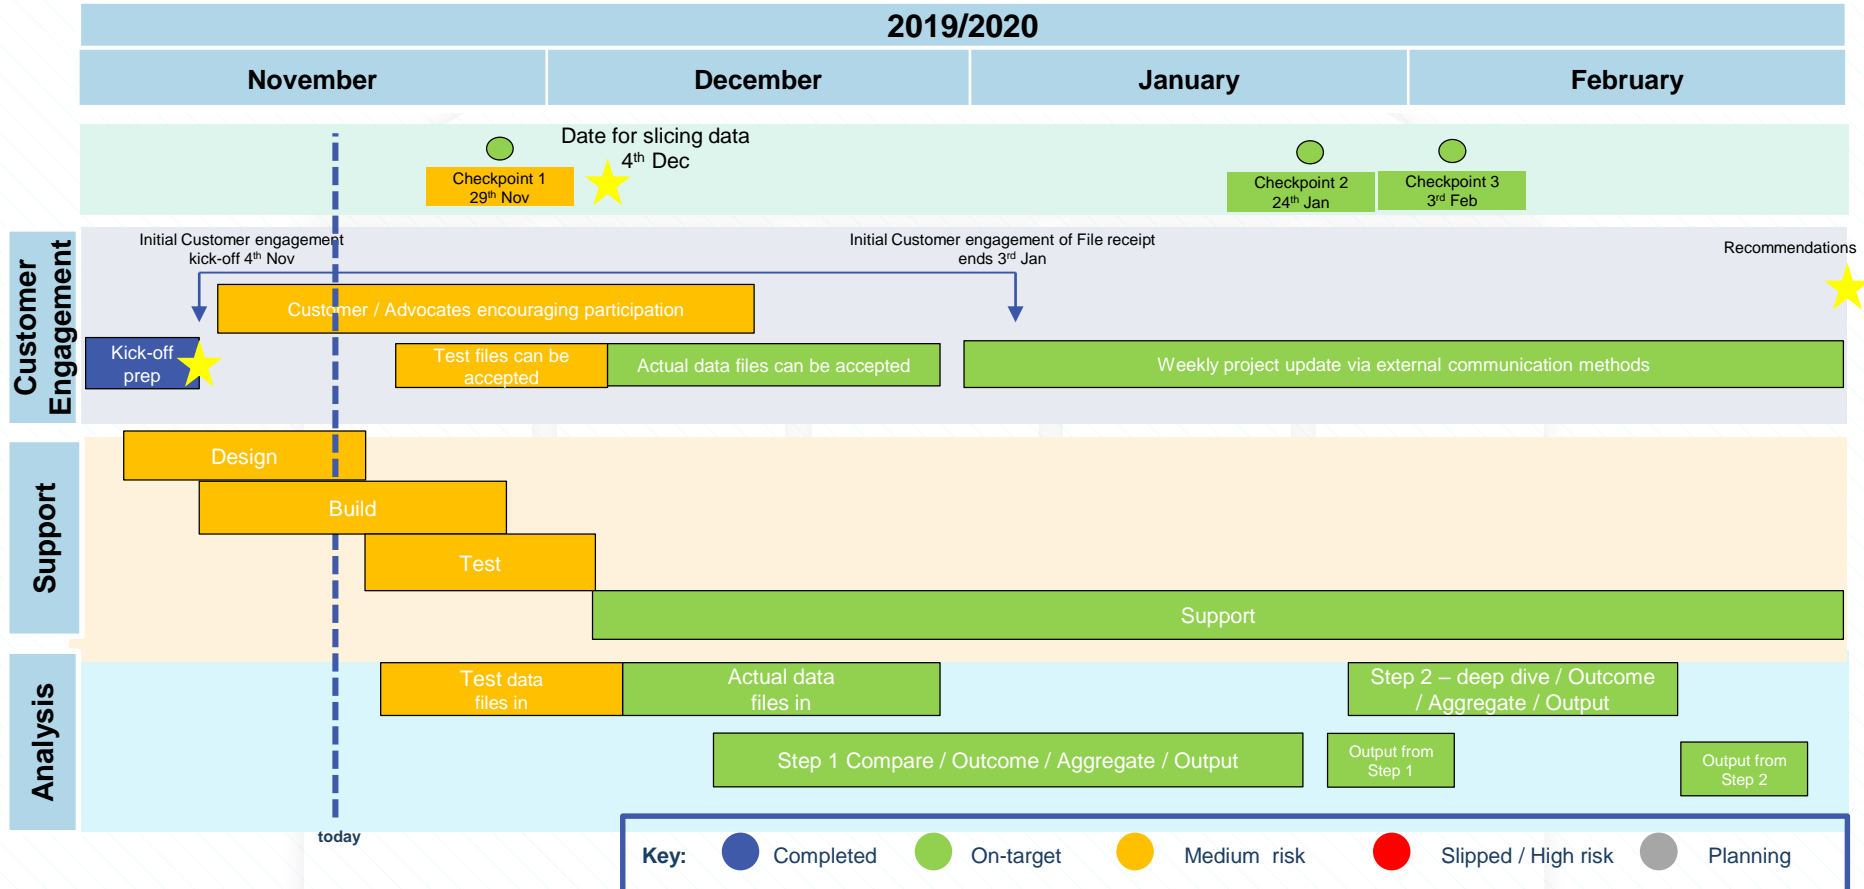 2019/2020
November
December
January
February
Date for slicing data
4th Dec
Checkpoint 1
29th Nov
Checkpoint 2
24th Jan
Checkpoint 3
3rd Feb
Customer
Engagement
Initial Customer engagement
kick-off 4th Nov
Initial Customer engagement of File receipt
ends 3rd Jan
Recommendations
Customer / Advocates encouraging participation
Kick-off
prep
Test files can be
accepted
Actual data files can be accepted
Weekly project update via external communication methods
Support
Design
Build
Test
Support
Analysis
Test data
files in
Actual data
files in
Step 2 – deep dive / Outcome
/ Aggregate / Output
Step 1 Compare / Outcome / Aggregate / Output
Output from
Step 1
Output from
Step 2
today
Key:
Completed
On-target
Medium risk
Slipped / High risk
Planning